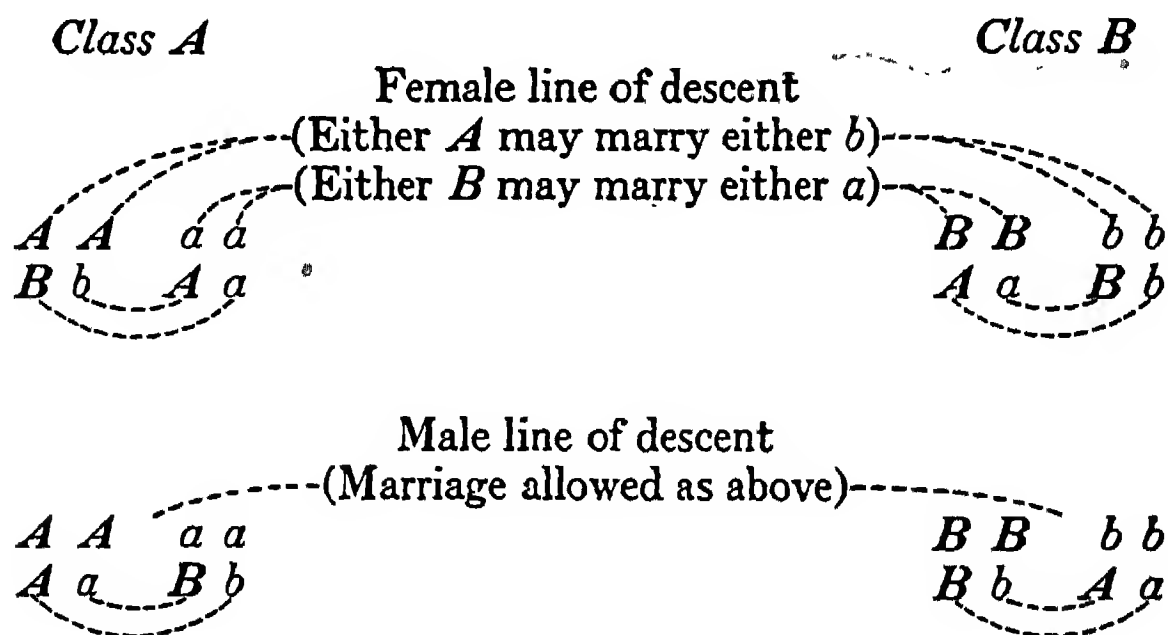 Class A Class B
Female line of descent
(Either A may marry either b)
(Either B may marry either a)
A A a a B B b b
B b A a A a B b
Male line of descent
(Marriage allowed as above)
A A a a B B b b
A a B b B b A a